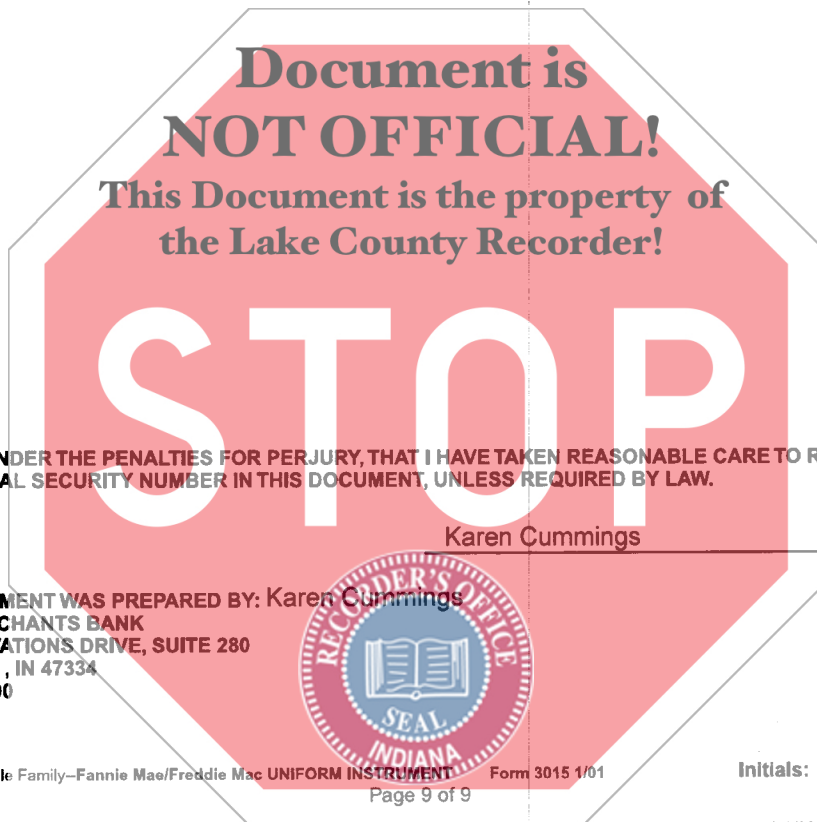 Document is
NOT OFFICIAL!
This Document is the property of
the Lake County Recorder!
STOP
NDER THE PENALTIES FOR PERJURY, THAT I HAVE TAKEN REASONABLE CARE TO R
AL SECURITY NUMBER IN THIS DOCUMENT, UNLESS REQUIRED BY LAW.
Karen Cummings
MENT WAS PREPARED BY: Karen Cummings
CHANTS BANK
ATIONS DRIVE, SUITE 280
, IN 47334
00
RECORDER'S OFFICE
SEAL
INDIANA
le Family–Fannie Mae/Freddie Mac UNIFORM INSTRUMENT Form 3015 1/01 Initials:
Page 9 of 9